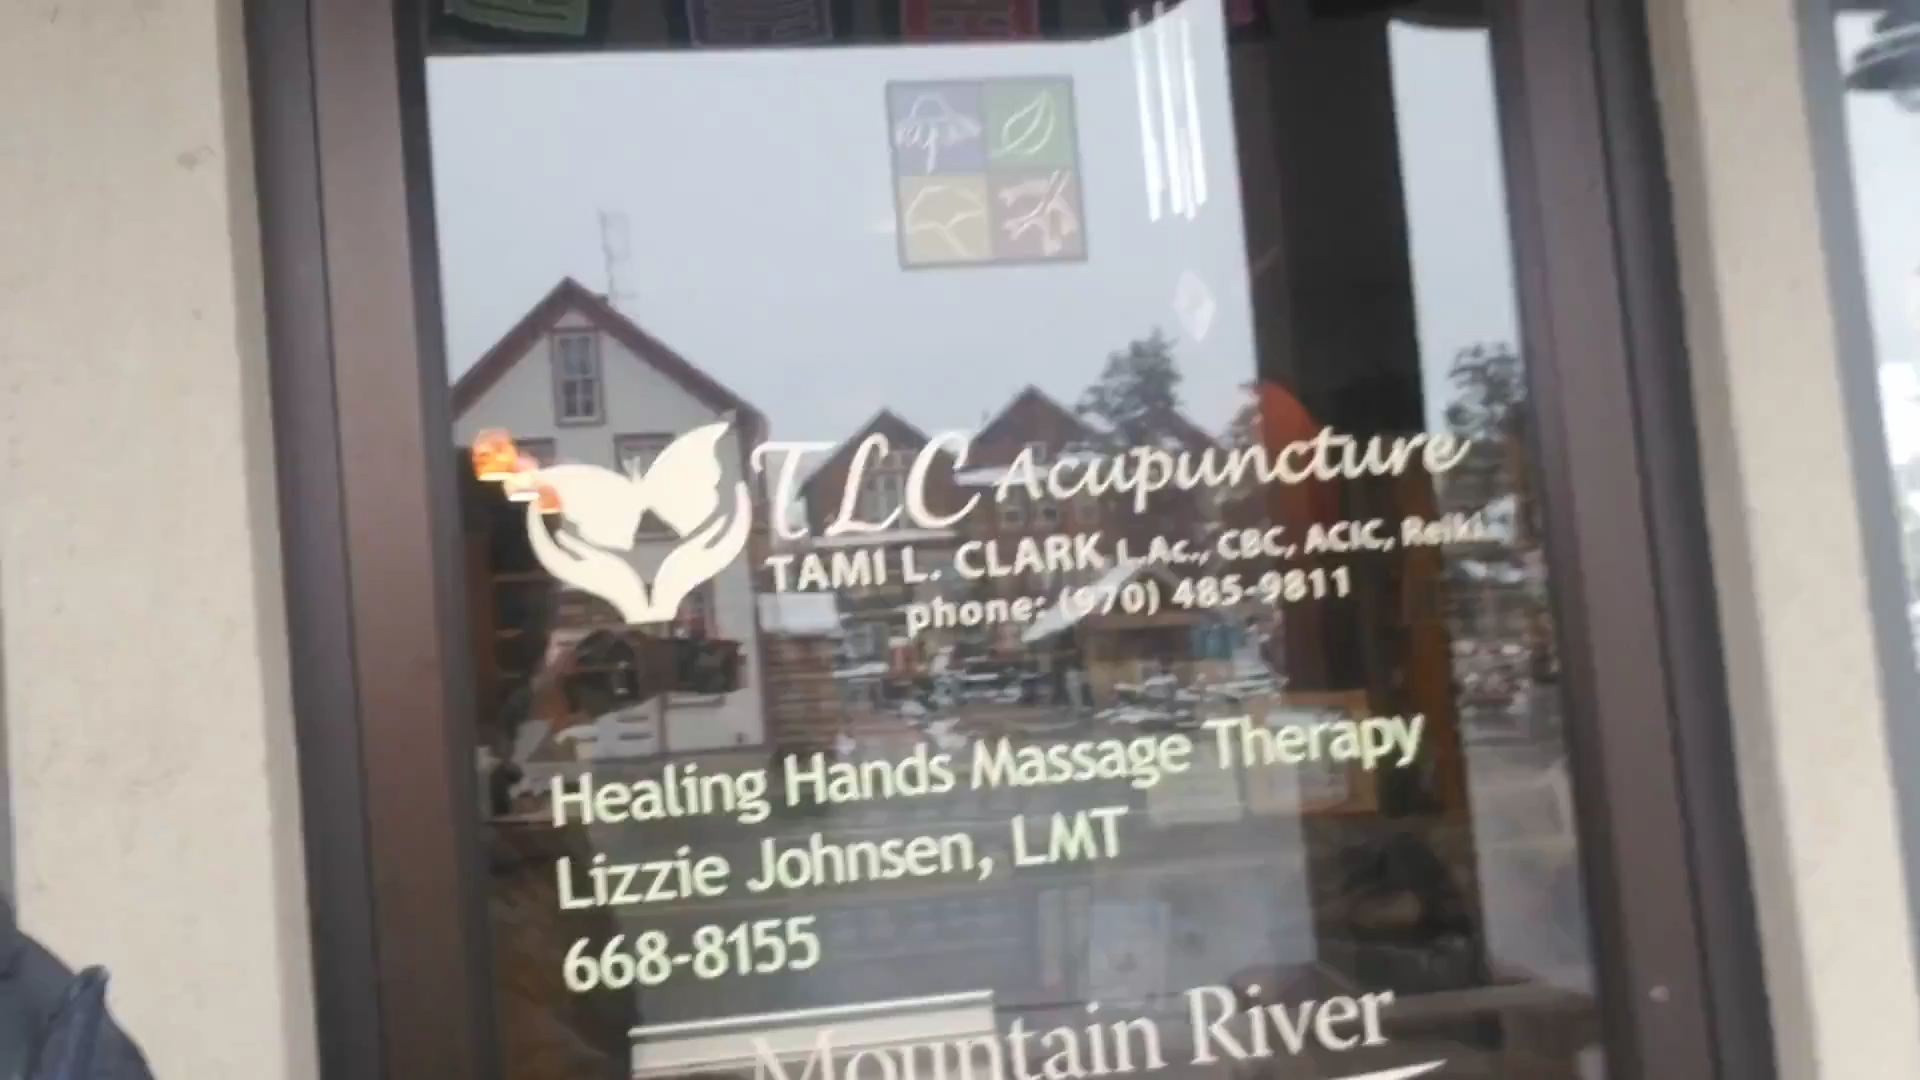 TLC Acupuncture
TAMI L. CLARK L.Ac., CBC, ACIC, Reiki
phone: (970) 485-9811
Healing Hands Massage Therapy
Lizzie Johnsen, LMT
668-8155
Mountain River